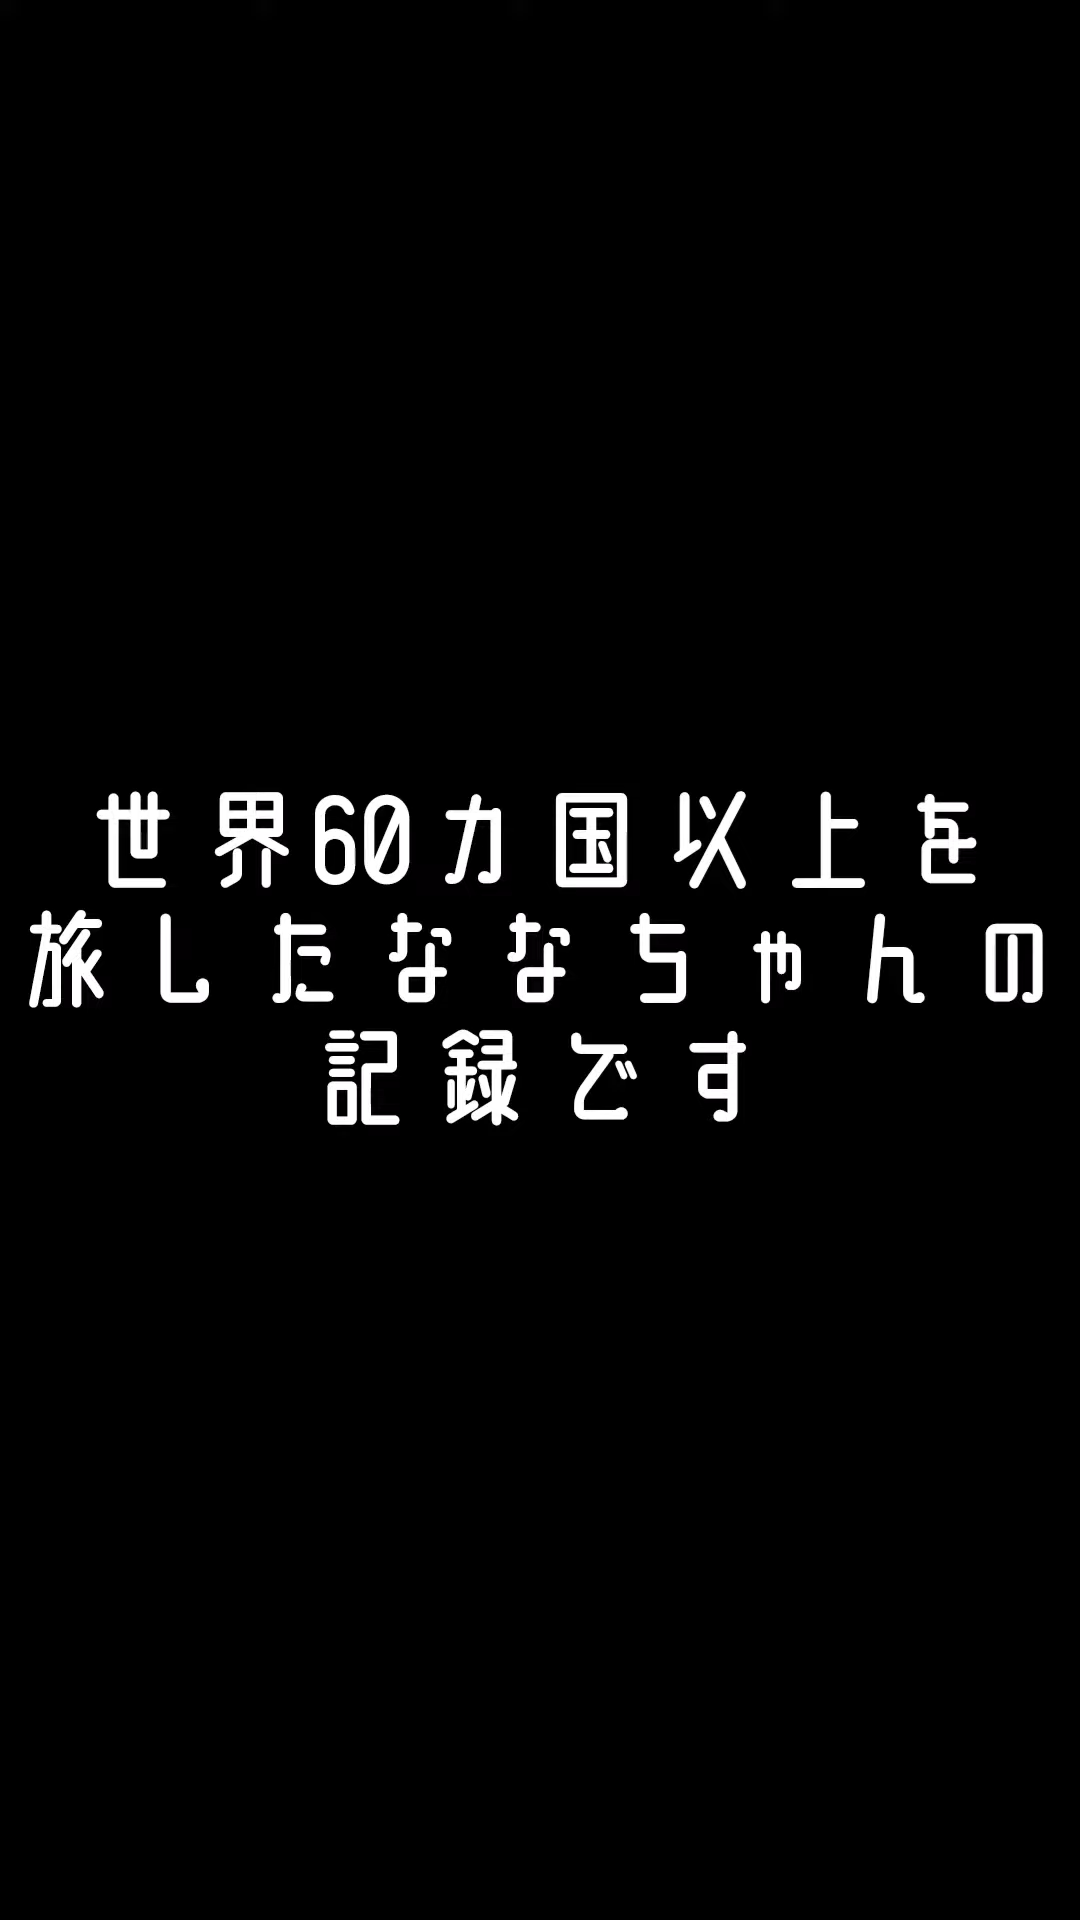 世界60カ国以上を
旅したななちゃんの
記録です